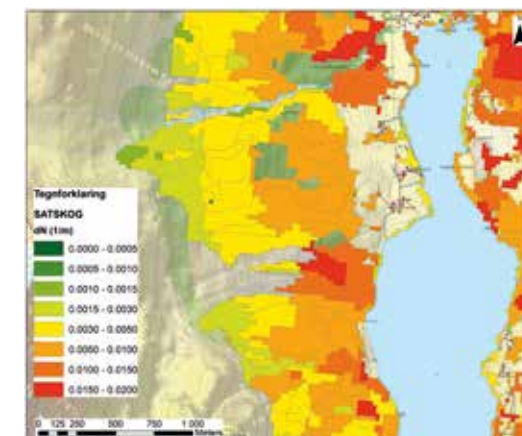 Tegnforklaring
SATSKOG
dN (1/m)
0.0000 - 0.0005
0.0005 - 0.0010
0.0010 - 0.0015
0.0015 - 0.0030
0.0030 - 0.0050
0.0050 - 0.0100
0.0100 - 0.0150
0.0150 - 0.0200
0 125 250 500 750 1 000
Meters